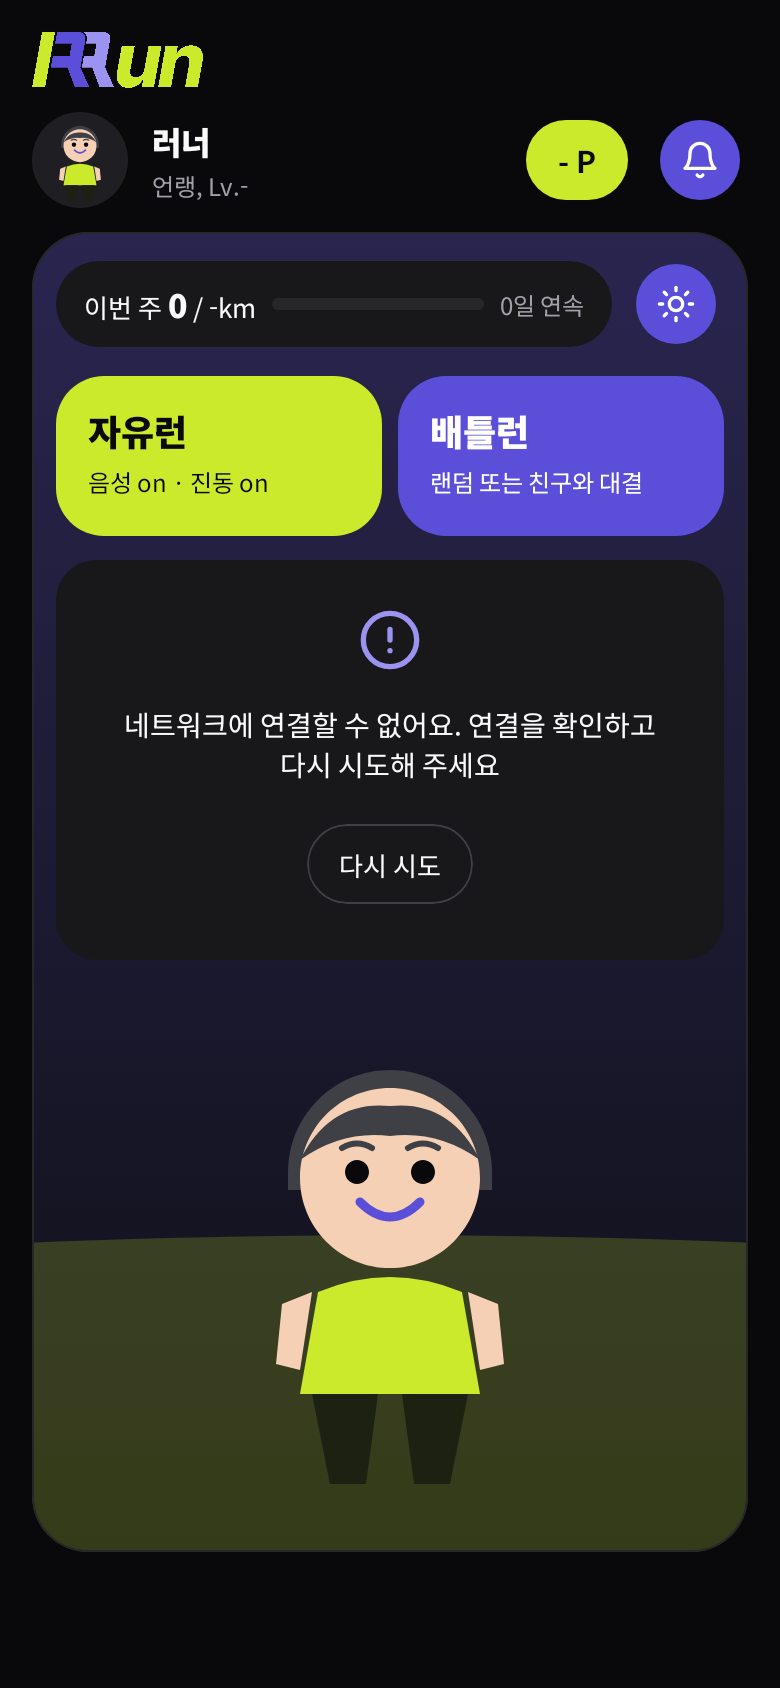 RRun
러너
언랭, Lv.-
- P
이번 주 0 / -km
0일 연속
자유런
음성 on · 진동 on
배틀런
랜덤 또는 친구와 대결
네트워크에 연결할 수 없어요. 연결을 확인하고
다시 시도해 주세요
다시 시도